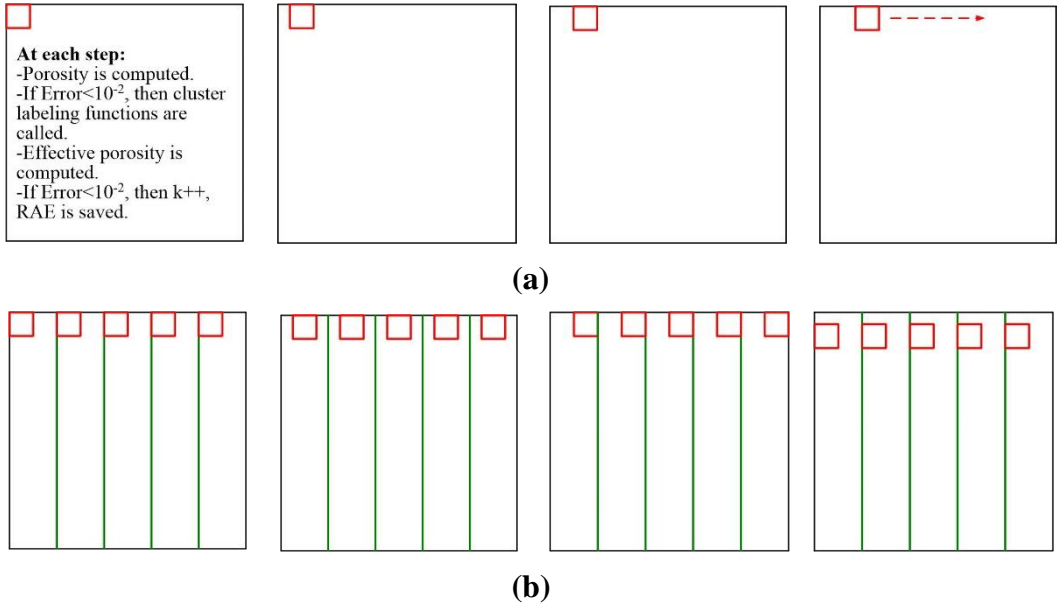 At each step:
-Porosity is computed.
-If Error<10⁻², then cluster
labeling functions are
called.
-Effective porosity is
computed.
-If Error<10⁻², then k++,
RAE is saved.
(a)
(b)